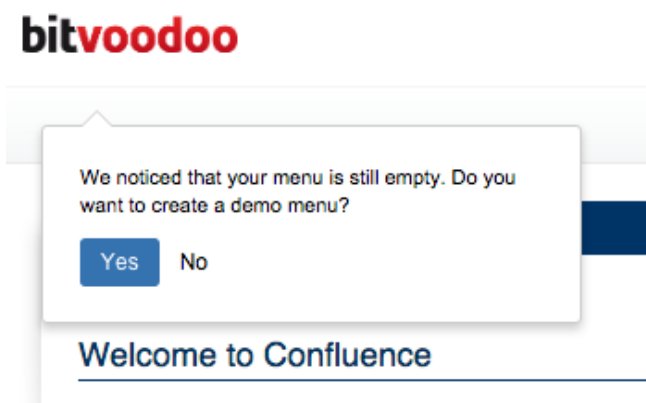 bitvoodoo
We noticed that your menu is still empty. Do you
want to create a demo menu?
Yes No
Welcome to Confluence